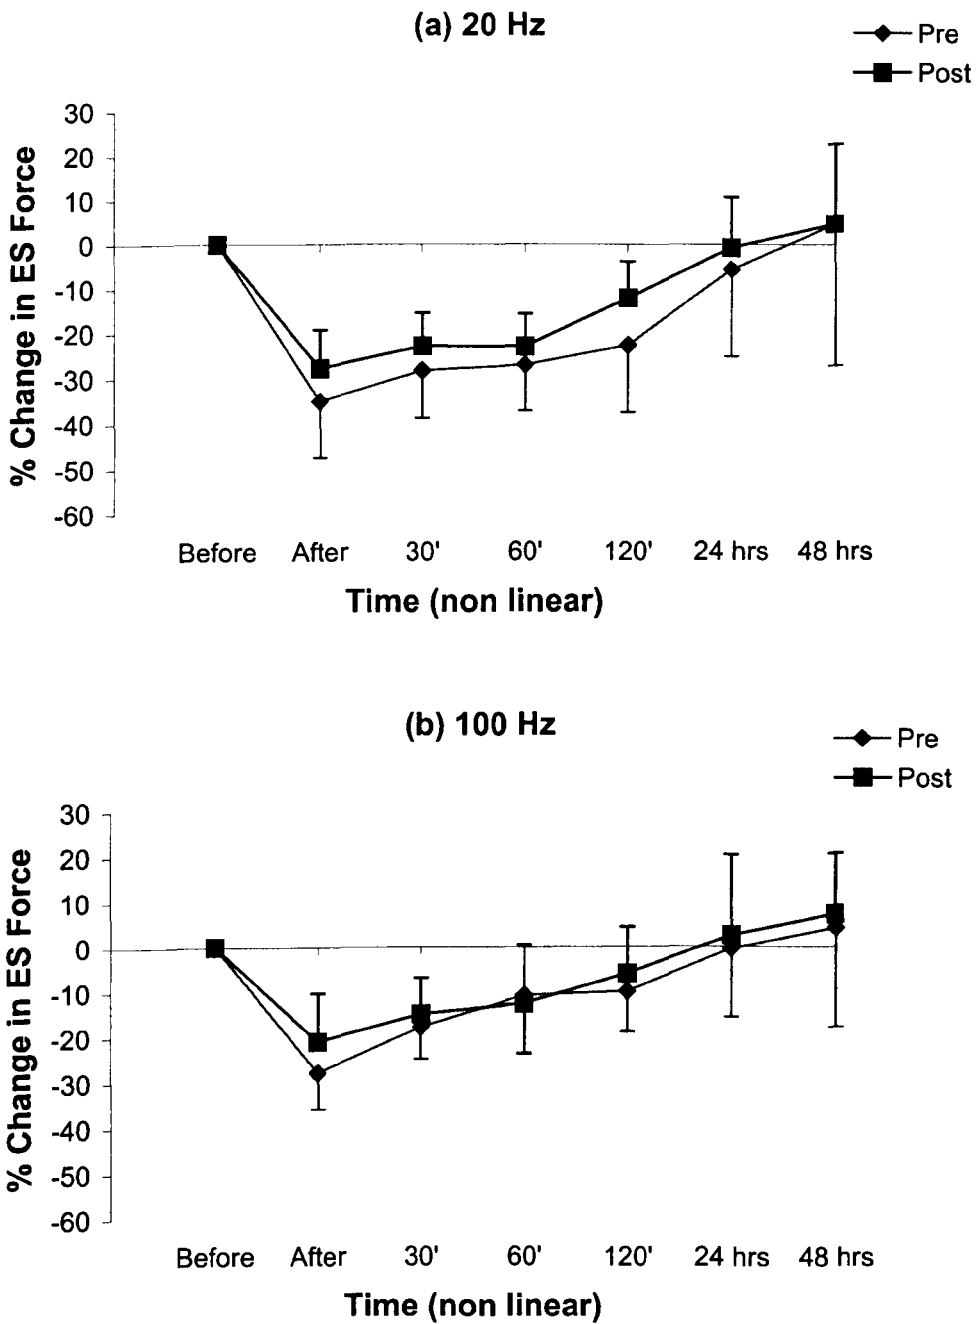 (a) 20 Hz
Pre
Post
% Change in ES Force
30
20
10
0
-10
-20
-30
-40
-50
-60
Before After 30' 60' 120' 24 hrs 48 hrs
Time (non linear)
(b) 100 Hz
Pre
Post
% Change in ES Force
30
20
10
0
-10
-20
-30
-40
-50
-60
Before After 30' 60' 120' 24 hrs 48 hrs
Time (non linear)